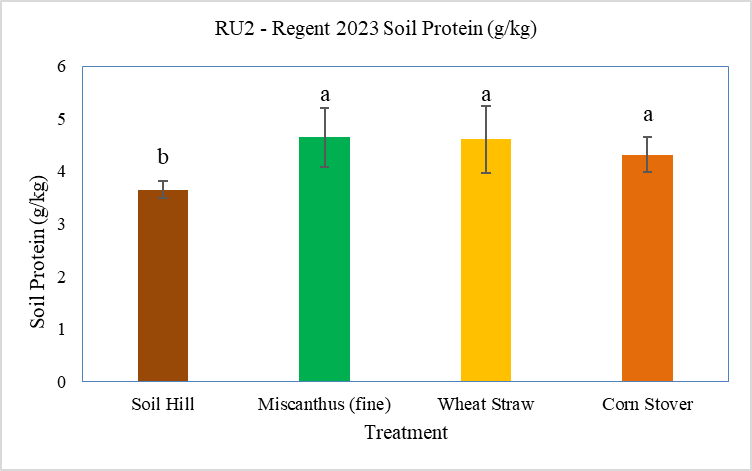 RU2 - Regent 2023 Soil Protein (g/kg)
6
5
4
3
2
1
0
Soil Protein (g/kg)
b
a
a
a
Soil Hill
Miscanthus (fine)
Wheat Straw
Corn Stover
Treatment